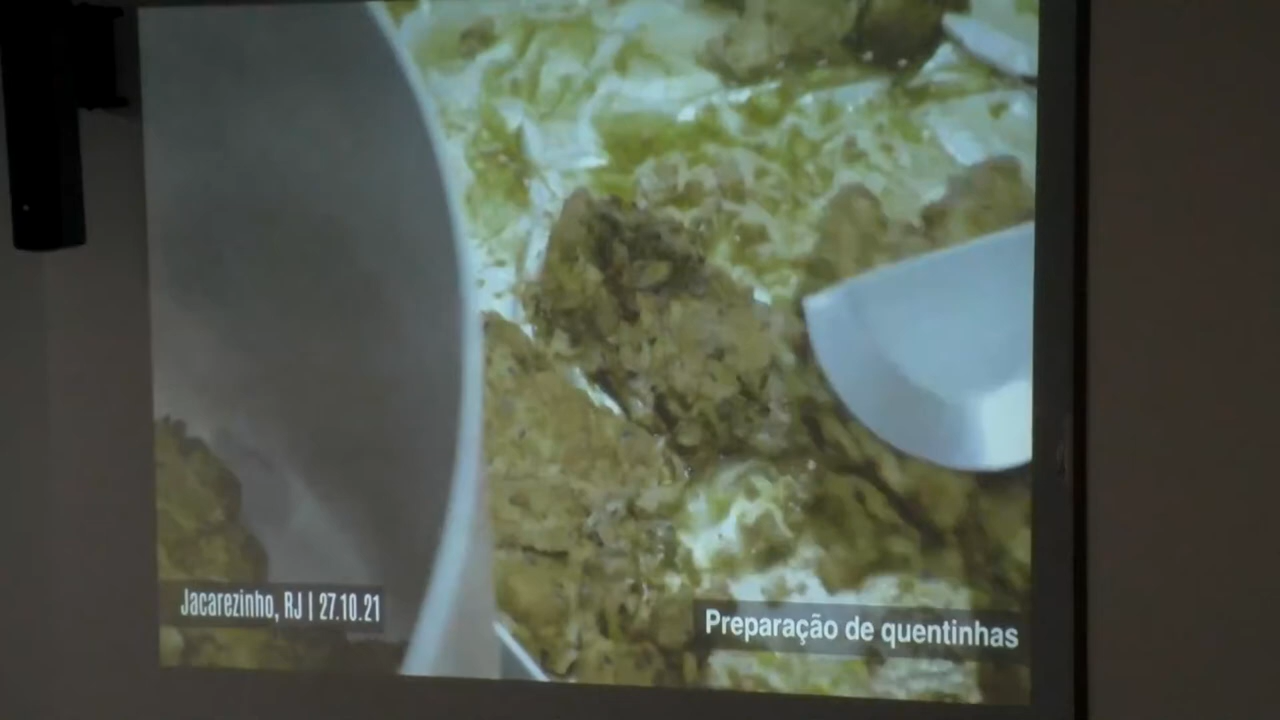 Jacarezinho, RJ | 27.10.21
Preparação de quentinhas